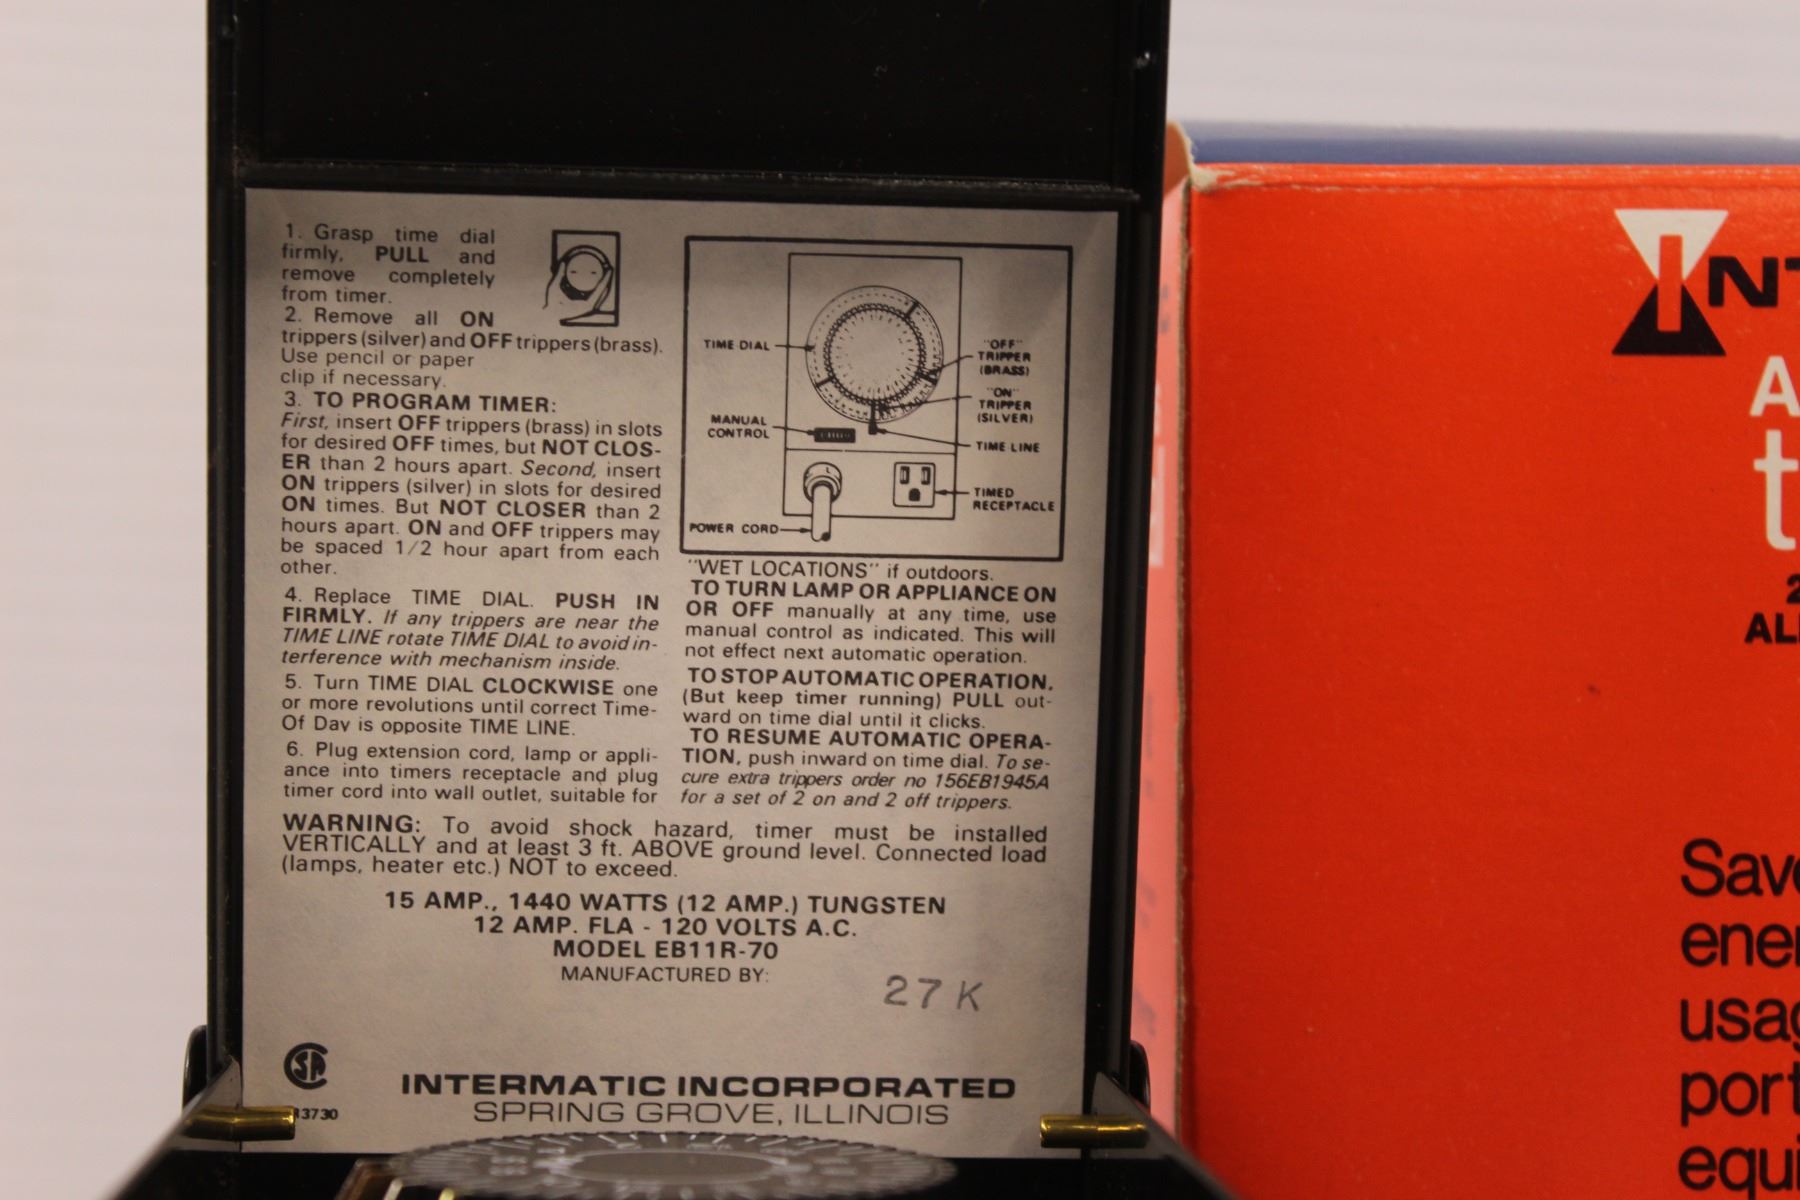 1. Grasp time dial
firmly, PULL and
remove completely
from timer.
2. Remove all ON
trippers (silver) and OFF trippers (brass).
Use pencil or paper
clip if necessary.
3. TO PROGRAM TIMER:
First, insert OFF trippers (brass) in slots
for desired OFF times, but NOT CLOS-
ER than 2 hours apart. Second, insert
ON trippers (silver) in slots for desired
ON times. But NOT CLOSER than 2
hours apart. ON and OFF trippers may
be spaced 1/2 hour apart from each
other.
4. Replace TIME DIAL. PUSH IN
FIRMLY. If any trippers are near the
TIME LINE rotate TIME DIAL to avoid in-
terference with mechanism inside.
5. Turn TIME DIAL CLOCKWISE one
or more revolutions until correct Time-
Of Day is opposite TIME LINE.
6. Plug extension cord, lamp or appli-
ance into timers receptacle and plug
timer cord into wall outlet, suitable for
TIME DIAL
"OFF"
TRIPPER
(BRASS)
"ON"
TRIPPER
(SILVER)
MANUAL
CONTROL
TIME LINE
TIMED
RECEPTACLE
POWER CORD
"WET LOCATIONS" if outdoors.
TO TURN LAMP OR APPLIANCE ON
OR OFF manually at any time, use
manual control as indicated. This will
not effect next automatic operation.
TO STOP AUTOMATIC OPERATION.
(But keep timer running) PULL out-
ward on time dial until it clicks.
TO RESUME AUTOMATIC OPERA-
TION, push inward on time dial. To se-
cure extra trippers order no 156EB1945A
for a set of 2 on and 2 off trippers.
WARNING: To avoid shock hazard, timer must be installed
VERTICALLY and at least 3 ft. ABOVE ground level. Connected load
(lamps, heater etc.) NOT to exceed.
15 AMP., 1440 WATTS (12 AMP.) TUNGSTEN
12 AMP. FLA - 120 VOLTS A.C.
MODEL EB11R-70
MANUFACTURED BY:
27 K
SA
3730
INTERMATIC INCORPORATED
SPRING GROVE, ILLINOIS
INT
A
t
2
AL
Save
ener
usag
port
equi